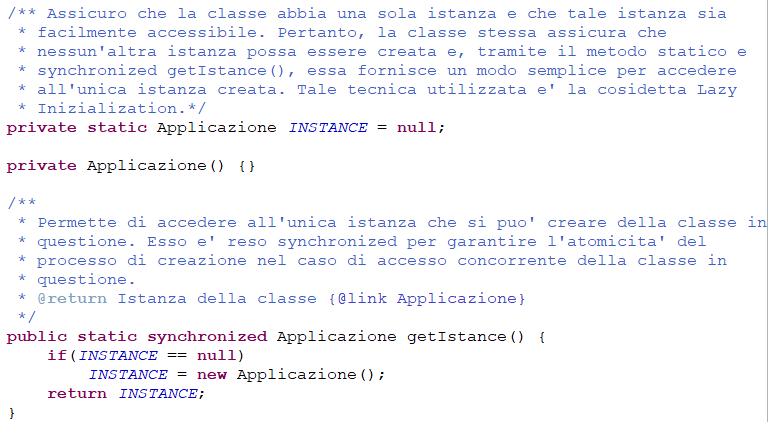 /** Assicuro che la classe abbia una sola istanza e che tale istanza sia
 * facilmente accessibile. Pertanto, la classe stessa assicura che
 * nessun'altra istanza possa essere creata e, tramite il metodo statico e
 * synchronized getIstance(), essa fornisce un modo semplice per accedere
 * all'unica istanza creata. Tale tecnica utilizzata e' la cosidetta Lazy
 * Inizialization.*/
private static Applicazione INSTANCE = null;

private Applicazione() {}

/**
 * Permette di accedere all'unica istanza che si puo' creare della classe in
 * questione. Esso e' reso synchronized per garantire l'atomicita' del
 * processo di creazione nel caso di accesso concorrente della classe in
 * questione.
 * @return Istanza della classe {@link Applicazione}
 */
public static synchronized Applicazione getIstance() {
    if(INSTANCE == null)
        INSTANCE = new Applicazione();
    return INSTANCE;
}